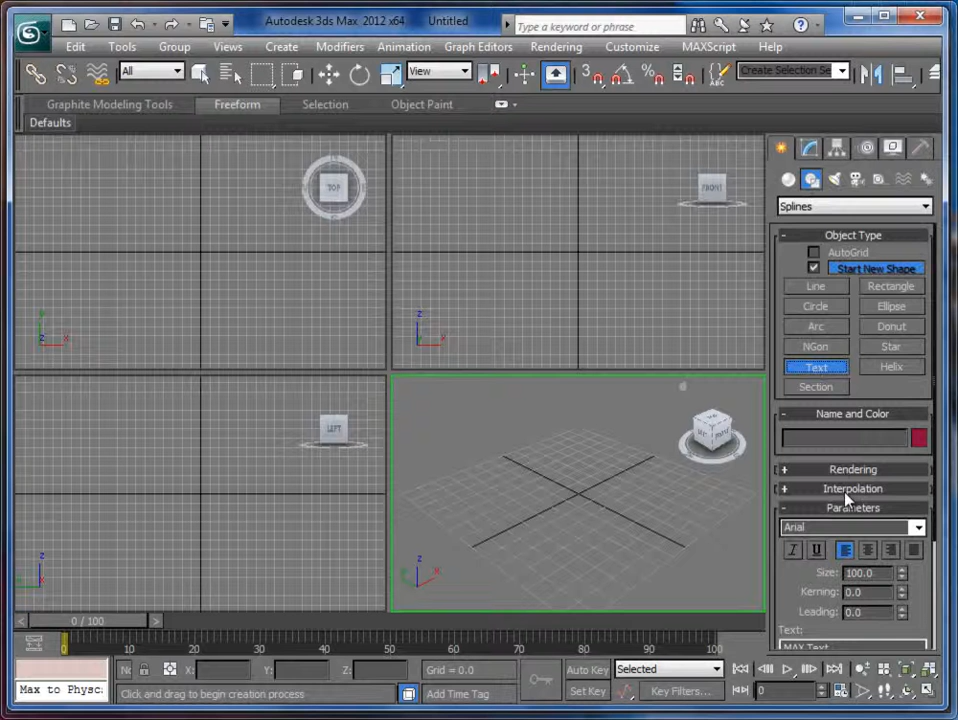 Autodesk 3ds Max 2012 x64 Untitled
Type a keyword or phrase
Edit Tools Group Views Create Modifiers Animation Graph Editors Rendering Customize MAXScript Help
All
View
3
%
ABC
Create Selection Se
Graphite Modeling Tools Freeform Selection Object Paint
Defaults
TOP
FRONT
LEFT
Splines
- Object Type
AutoGrid
Start New Shape
Line Rectangle
Circle Ellipse
Arc Donut
NGon Star
Text Helix
Section
- Name and Color
+ Rendering
+ Interpolation
- Parameters
Arial
I U
Size: 100.0
Kerning: 0.0
Leading: 0.0
Text:
MAX Text
y
z x
z
x
z
x
z
x
< 0 / 100 >
0 10 20 30 40 50 60 70 80 90 100
X: Y: Z: Grid = 0.0
Auto Key Selected
Set Key Key Filters...
0
Max to Physc
Click and drag to begin creation process
Add Time Tag